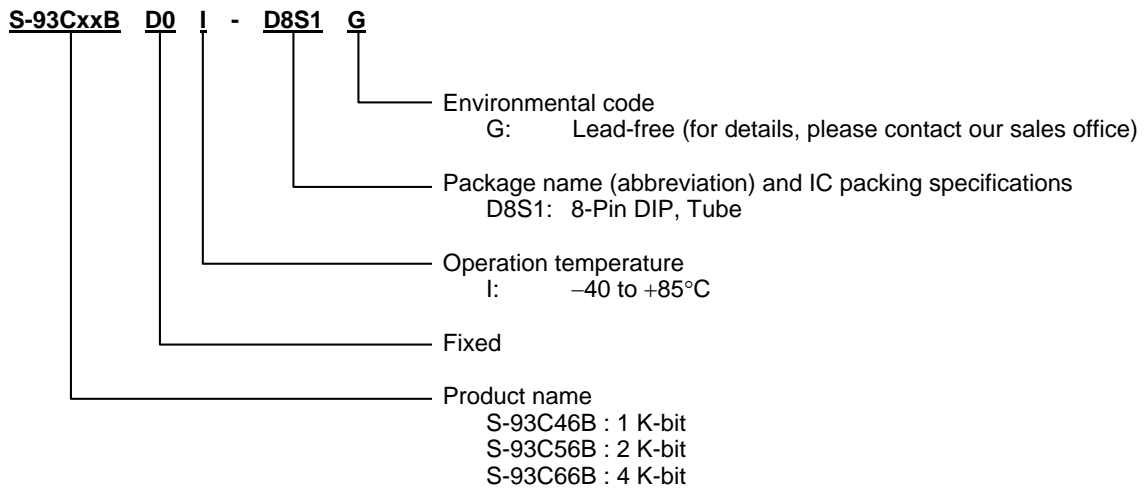 S-93CxxB D0 I - D8S1 G
Environmental code
G: Lead-free (for details, please contact our sales office)
Package name (abbreviation) and IC packing specifications
D8S1: 8-Pin DIP, Tube
Operation temperature
I: −40 to +85°C
Fixed
Product name
S-93C46B : 1 K-bit
S-93C56B : 2 K-bit
S-93C66B : 4 K-bit